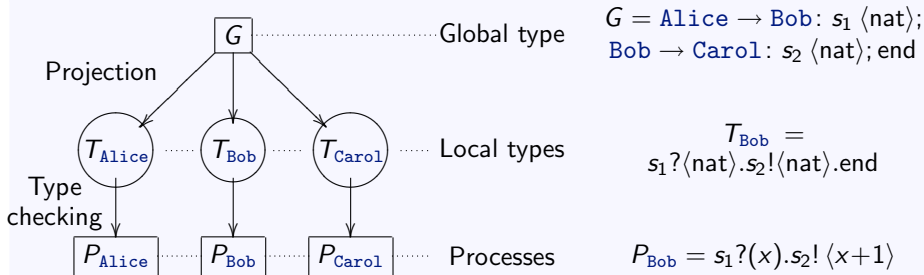 G
Global type
G = Alice → Bob: s₁ ⟨nat⟩;
Bob → Carol: s₂ ⟨nat⟩; end
Projection
T_Alice
T_Bob
T_Carol
Local types
T_Bob =
s₁?⟨nat⟩.s₂!⟨nat⟩.end
Type
checking
P_Alice
P_Bob
P_Carol
Processes
P_Bob = s₁?(x).s₂! ⟨x+1⟩